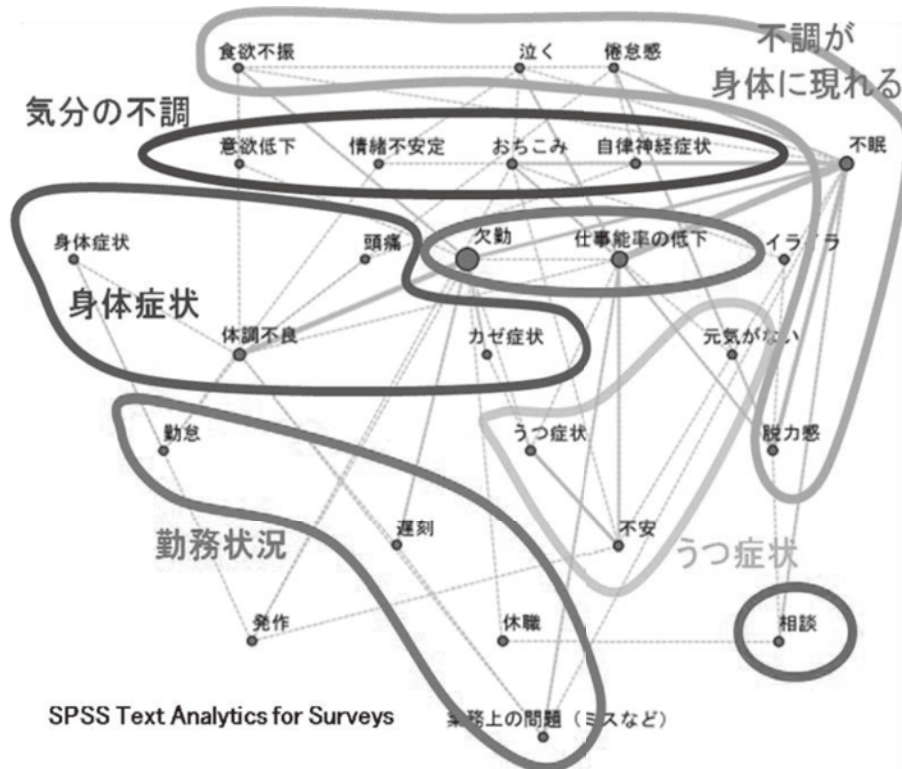 不調が
身体に現れる
食欲不振
泣く
倦怠感
気分の不調
意欲低下
情緒不安定
おちこみ
自律神経症状
不眠
身体症状
頭痛
欠勤
仕事能率の低下
イライラ
身体症状
体調不良
カゼ症状
元気がない
勤怠
うつ症状
脱力感
勤務状況
遅刻
不安
うつ症状
発作
休職
相談
SPSS Text Analytics for Surveys
業務上の問題（ミスなど）